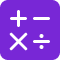 + −
× ÷